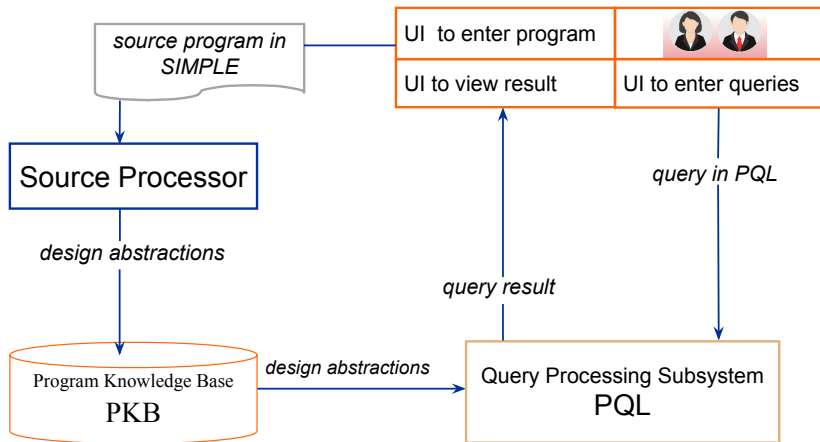 source program in
SIMPLE
UI to enter program
UI to view result
UI to enter queries
Source Processor
query in PQL
design abstractions
query result
design abstractions
Program Knowledge Base
PKB
Query Processing Subsystem
PQL